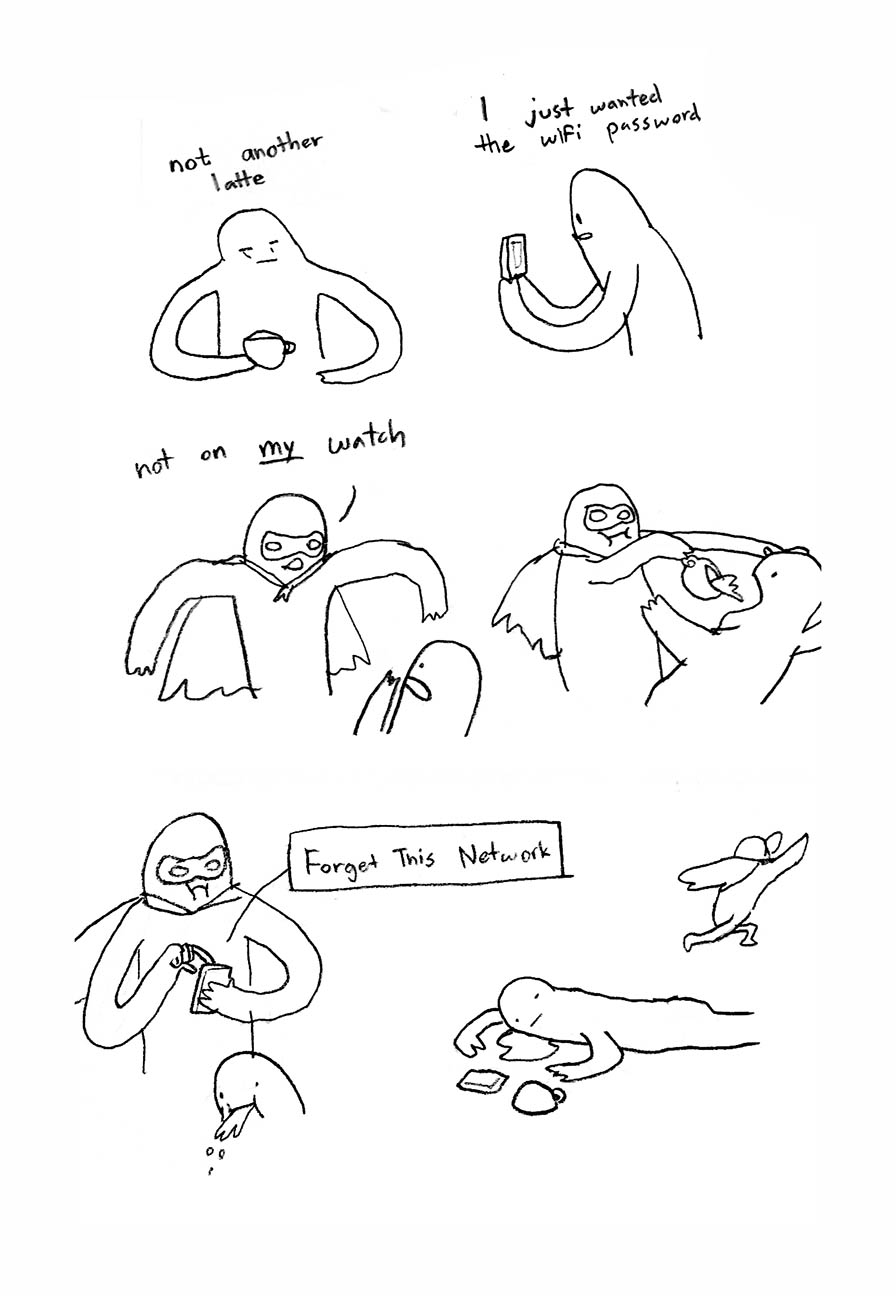 not another
latte
I just wanted
the wifi password
not on my watch
Forget This Network